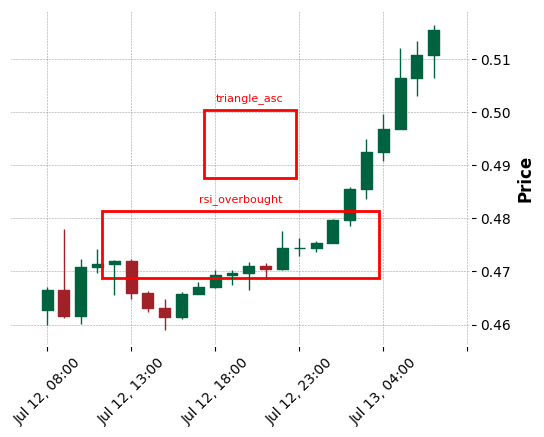 triangle_asc
rsi_overbought
0.51
0.50
0.49
0.48
0.47
0.46
Price
Jul 12, 08:00
Jul 12, 13:00
Jul 12, 18:00
Jul 12, 23:00
Jul 13, 04:00